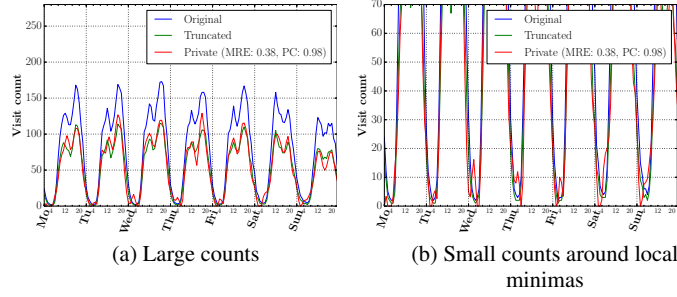 Original
Truncated
Private (MRE: 0.38, PC: 0.98)
Visit count
250
200
150
100
50
0
Mo. 12 20 Tu. 12 20 Wed. 12 20 Thu. 12 20 Fri. 12 20 Sat. 12 20 Sun. 12 20
(a) Large counts
Original
Truncated
Private (MRE: 0.38, PC: 0.98)
Visit count
70
60
50
40
30
20
10
0
Mo. 12 20 Tu. 12 20 Wed. 12 20 Thu. 12 20 Fri. 12 20 Sat. 12 20 Sun. 12 20
(b) Small counts around local
minimas